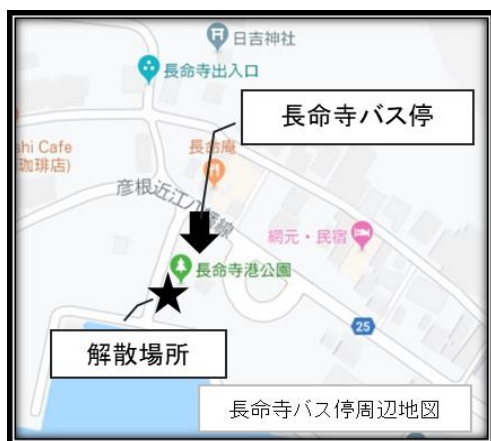 日吉神社
長命寺出入口
長命寺バス停
shi Cafe
珈琲店)
長命庵
彦根近江八幡線
網元・民宿
長命寺港公園
25
解散場所
長命寺バス停周辺地図